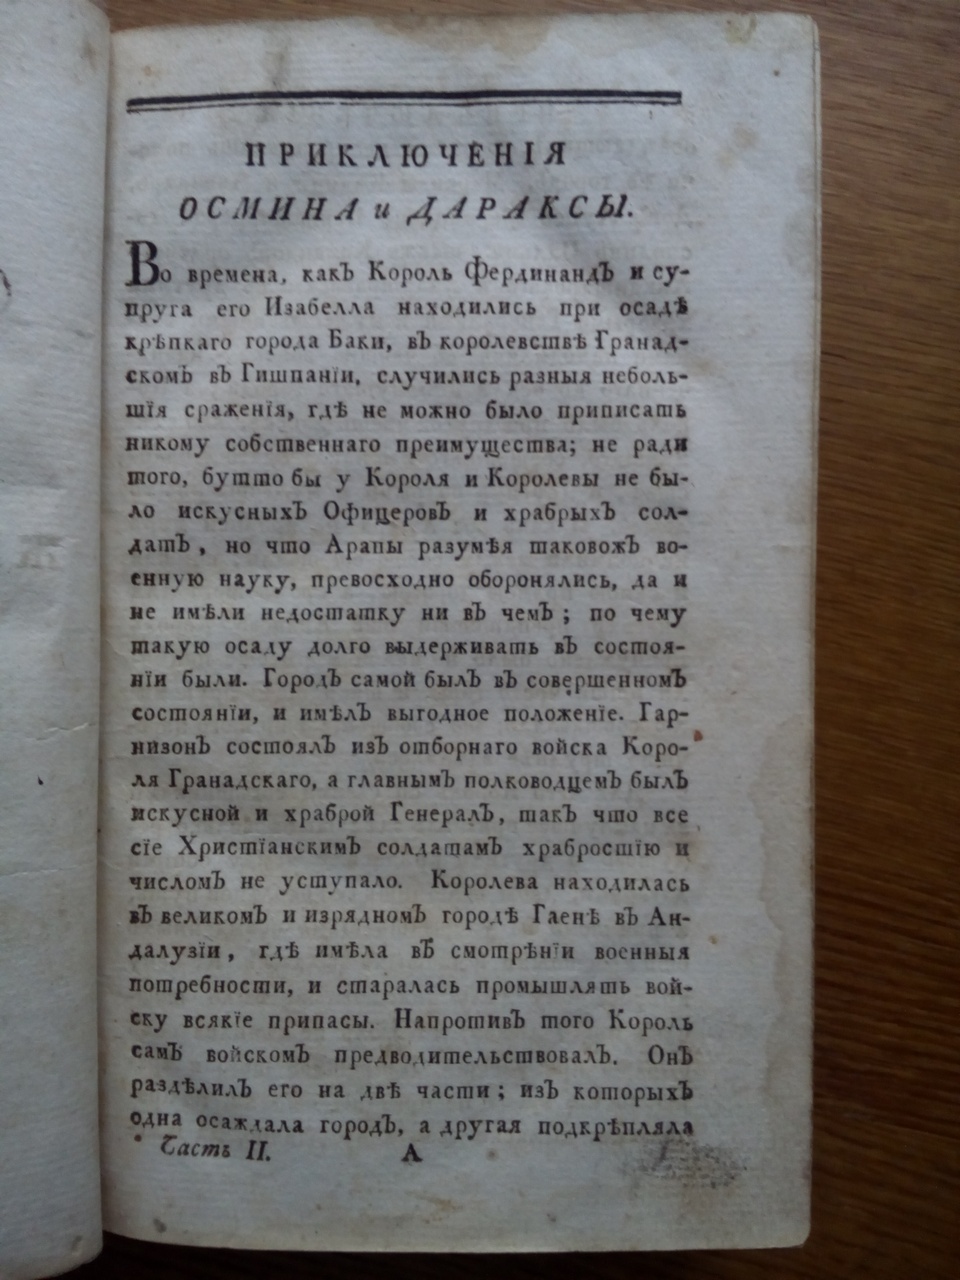 ПРИКЛЮЧЕНІЯ
ОСМИНА и ДАРАКСЫ.
Во времена, какъ Король Фердинандъ и су-
пруга его Изабелла находились при осадѣ
крѣпкаго города Баки, въ королевствѣ Гранад-
скомъ въ Гишпаніи, случились разныя неболь-
шія сраженія, гдѣ не можно было приписать
никому собственнаго преимущества; не ради
того, бутто бы у Короля и Королевы не бы-
ло искусныхъ Офицеровъ и храбрыхъ сол-
датъ, но что Арапы разумѣя таковожъ во-
енную науку, превосходно оборонялись, да и
не имѣли недостатку ни въ чемъ; по чему
такую осаду долго выдерживать въ состоя-
ніи были. Городъ самой былъ въ совершенномъ
состояніи, и имѣлъ выгодное положеніе. Гар-
низонъ состоялъ изъ отборнаго войска Коро-
ля Гранадскаго, а главнымъ полководцемъ былъ
искусной и храброй Генералъ, такъ что все
сіе Христіанскимъ солдатамъ храбростію и
числомъ не уступало. Королева находилась
въ великомъ и изрядномъ городѣ Гаенѣ въ Ан-
далузіи, гдѣ имѣла въ смотрѣніи военныя
потребности, и старалась промышлять вой-
ску всякіе припасы. Напротивъ того Король
самъ войскомъ предводительствовалъ. Онъ
раздѣлилъ его на двѣ части; изъ которыхъ
одна осаждала городъ, а другая подкрѣпляла
Часть II. А